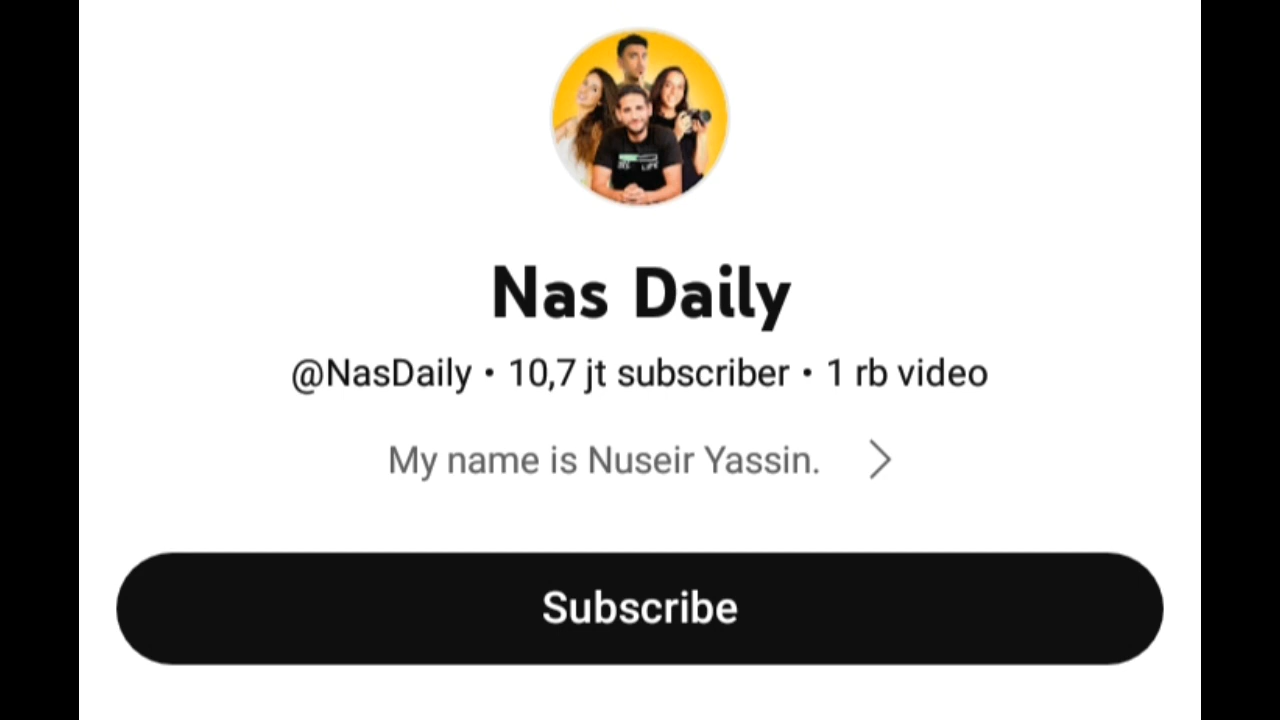 Nas Daily
@NasDaily • 10,7 jt subscriber • 1 rb video
My name is Nuseir Yassin.
Subscribe